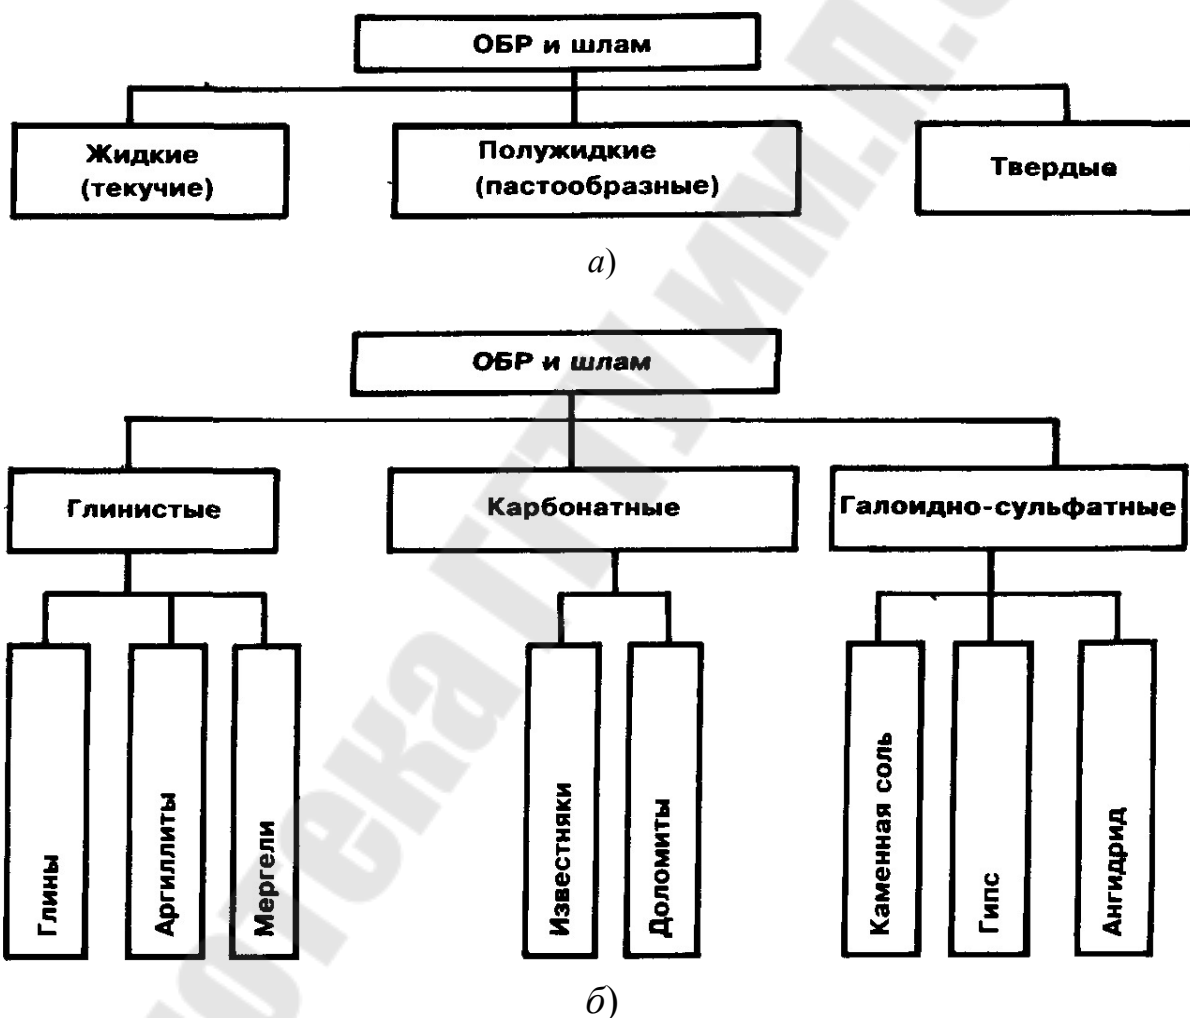 ОБР и шлам
Жидкие
(текучие)
Полужидкие
(пастообразные)
Твердые
а)
ОБР и шлам
Глинистые
Карбонатные
Галоидно-сульфатные
Глины
Аргиллиты
Мергели
Известняки
Доломиты
Каменная соль
Гипс
Ангидрид
б)